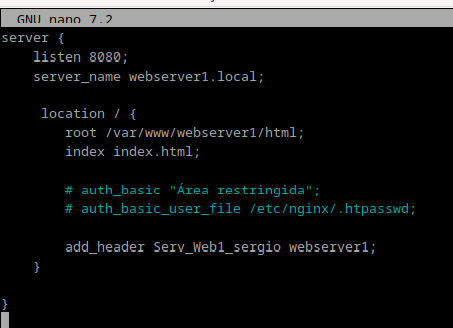 GNU nano 7.2
server {
    listen 8080;
    server_name webserver1.local;

     location / {
        root /var/www/webserver1/html;
        index index.html;

        # auth_basic "Área restringida";
        # auth_basic_user_file /etc/nginx/.htpasswd;

        add_header Serv_Web1_sergio webserver1;
    }

}